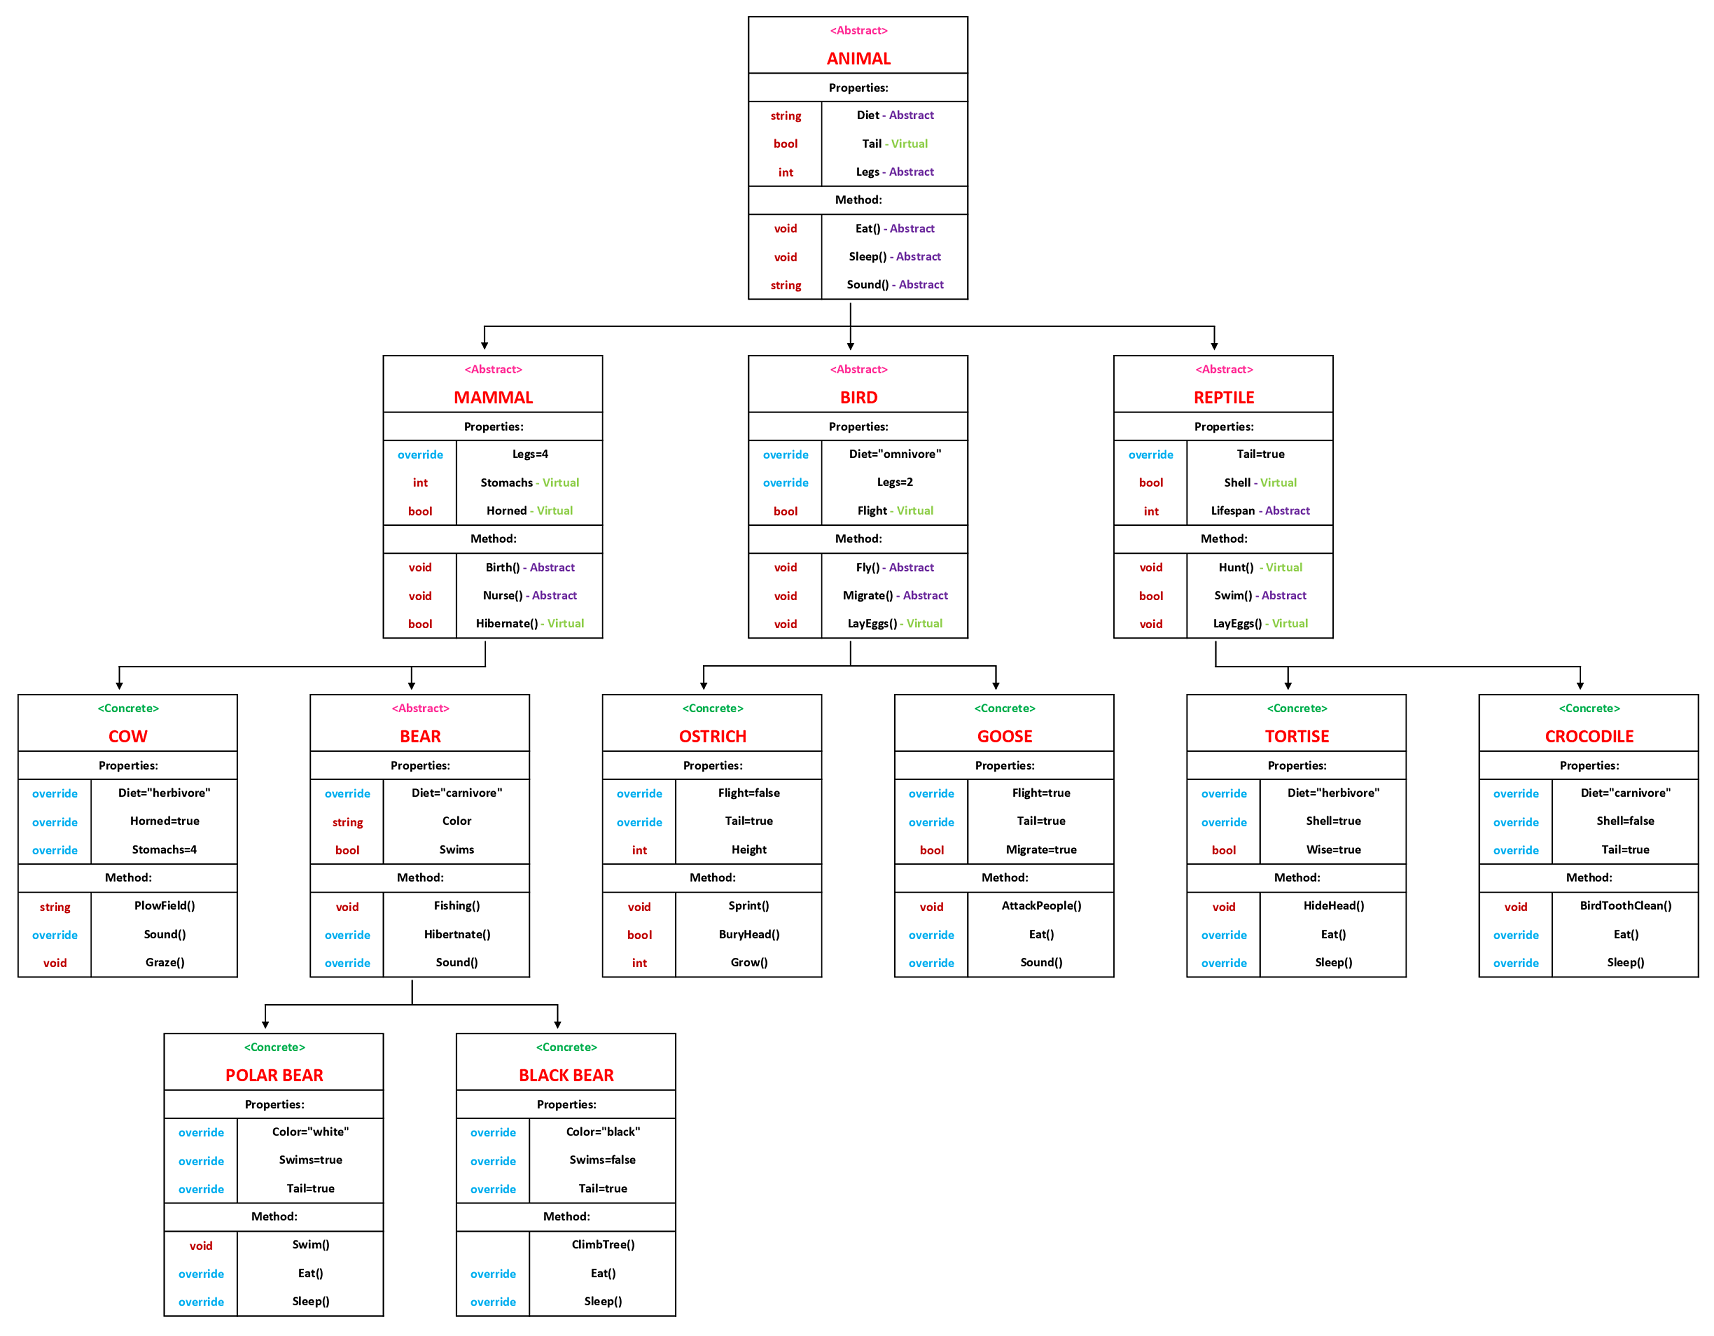 <Abstract>
ANIMAL
Properties:
string Diet - Abstract
bool Tail - Virtual
int Legs - Abstract
Method:
void Eat() - Abstract
void Sleep() - Abstract
string Sound() - Abstract
<Abstract>
MAMMAL
Properties:
override Legs=4
int Stomachs - Virtual
bool Horned - Virtual
Method:
void Birth() - Abstract
void Nurse() - Abstract
bool Hibernate() - Virtual
<Abstract>
BIRD
Properties:
override Diet="omnivore"
override Legs=2
bool Flight - Virtual
Method:
void Fly() - Abstract
void Migrate() - Abstract
void LayEggs() - Virtual
<Abstract>
REPTILE
Properties:
override Tail=true
bool Shell - Virtual
int Lifespan - Abstract
Method:
void Hunt() - Virtual
bool Swim() - Abstract
void LayEggs() - Virtual
<Concrete>
COW
Properties:
override Diet="herbivore"
override Horned=true
override Stomachs=4
Method:
string PlowField()
override Sound()
void Graze()
<Abstract>
BEAR
Properties:
override Diet="carnivore"
string Color
bool Swims
Method:
void Fishing()
override Hibertnate()
override Sound()
<Concrete>
OSTRICH
Properties:
override Flight=false
override Tail=true
int Height
Method:
void Sprint()
bool BuryHead()
int Grow()
<Concrete>
GOOSE
Properties:
override Flight=true
override Tail=true
bool Migrate=true
Method:
void AttackPeople()
override Eat()
override Sound()
<Concrete>
TORTISE
Properties:
override Diet="herbivore"
override Shell=true
bool Wise=true
Method:
void HideHead()
override Eat()
override Sleep()
<Concrete>
CROCODILE
Properties:
override Diet="carnivore"
override Shell=false
override Tail=true
Method:
void BirdToothClean()
override Eat()
override Sleep()
<Concrete>
POLAR BEAR
Properties:
override Color="white"
override Swims=true
override Tail=true
Method:
void Swim()
override Eat()
override Sleep()
<Concrete>
BLACK BEAR
Properties:
override Color="black"
override Swims=false
override Tail=true
Method:
ClimbTree()
override Eat()
override Sleep()